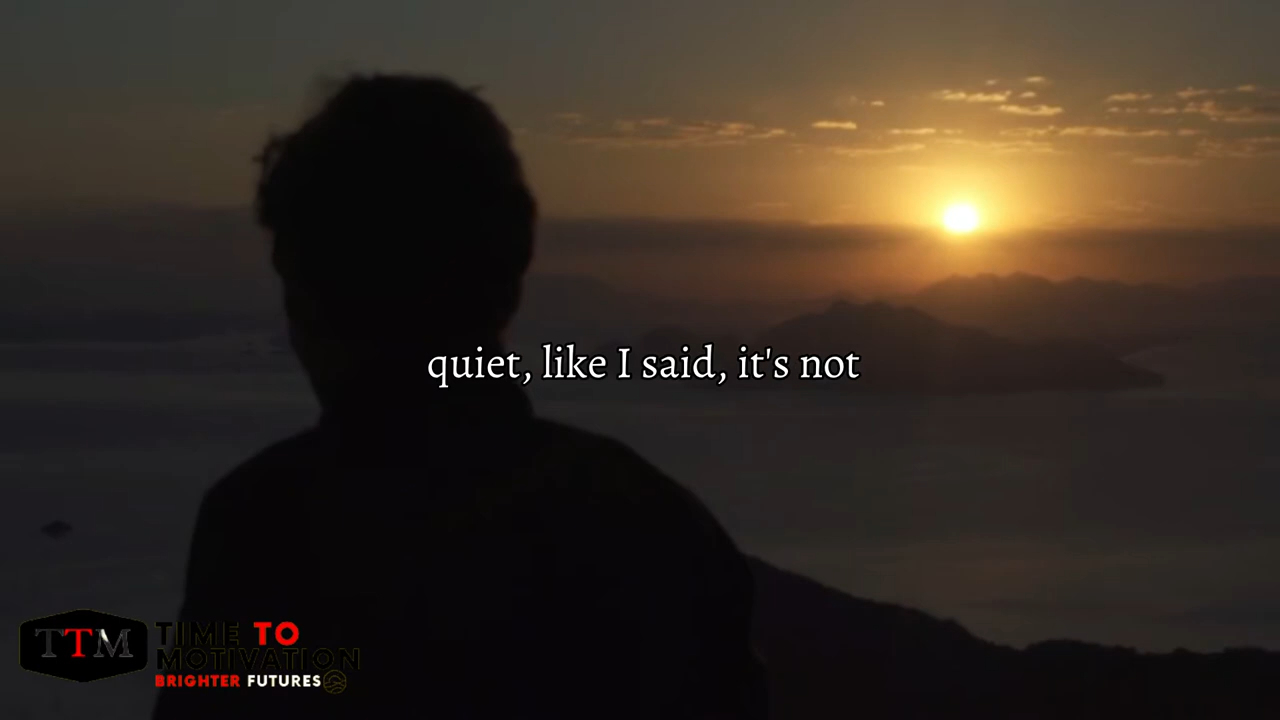 quiet, like I said, it's not
TTM
TIME TO
MOTIVATION
BRIGHTER FUTURES